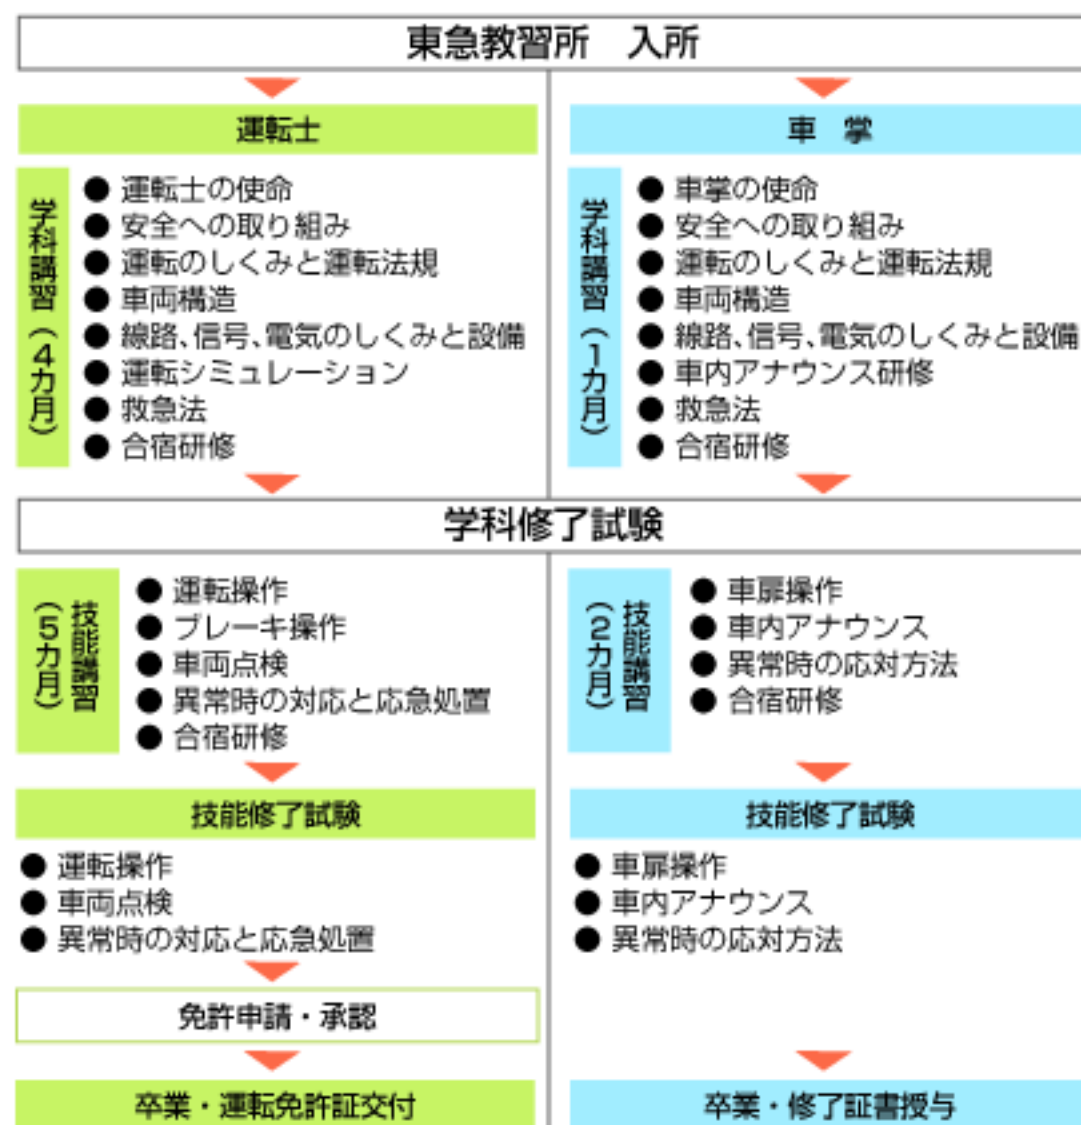 東急教習所 入所
運転士
学科講習(4カ月)
● 運転士の使命
● 安全への取り組み
● 運転のしくみと運転法規
● 車両構造
● 線路、信号、電気のしくみと設備
● 運転シミュレーション
● 救急法
● 合宿研修
車 掌
学科講習(1カ月)
● 車掌の使命
● 安全への取り組み
● 運転のしくみと運転法規
● 車両構造
● 線路、信号、電気のしくみと設備
● 車内アナウンス研修
● 救急法
● 合宿研修
学科修了試験
技能講習
(5カ月)
● 運転操作
● ブレーキ操作
● 車両点検
● 異常時の対応と応急処置
● 合宿研修
技能修了試験
● 運転操作
● 車両点検
● 異常時の対応と応急処置
免許申請・承認
卒業・運転免許証交付
技能講習
(2カ月)
● 車扉操作
● 車内アナウンス
● 異常時の応対方法
● 合宿研修
技能修了試験
● 車扉操作
● 車内アナウンス
● 異常時の応対方法
卒業・修了証書授与